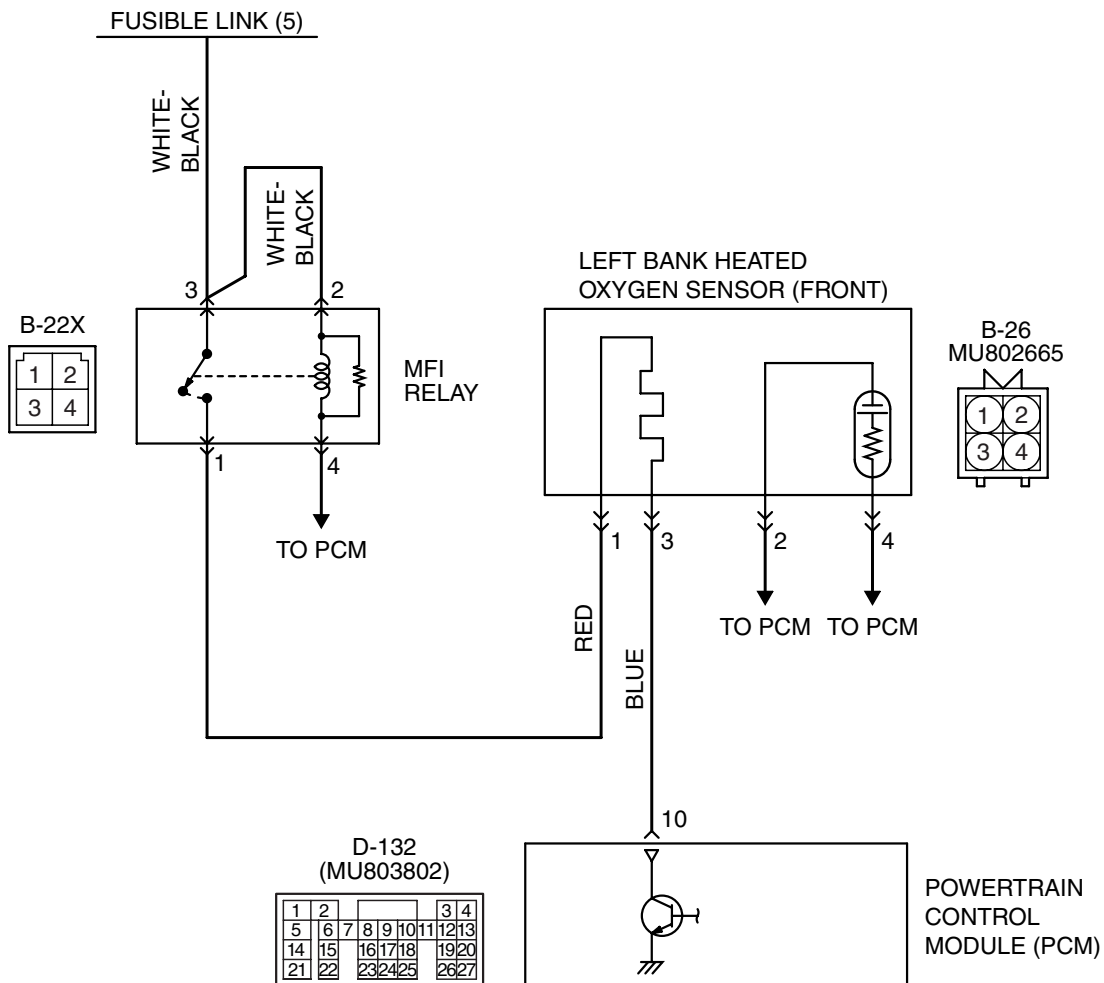 FUSIBLE LINK (5)
WHITE-
BLACK
WHITE-
BLACK
3
2
B-22X
1 2
3 4
MFI
RELAY
1
4
TO PCM
LEFT BANK HEATED
OXYGEN SENSOR (FRONT)
B-26
MU802665
1 2
3 4
1
3
2
4
RED
BLUE
TO PCM
TO PCM
10
D-132
(MU803802)
1 2 3 4
5 6 7 8 9 10 11 12 13
14 15 16 17 18 19 20
21 22 23 24 25 26 27
POWERTRAIN
CONTROL
MODULE (PCM)